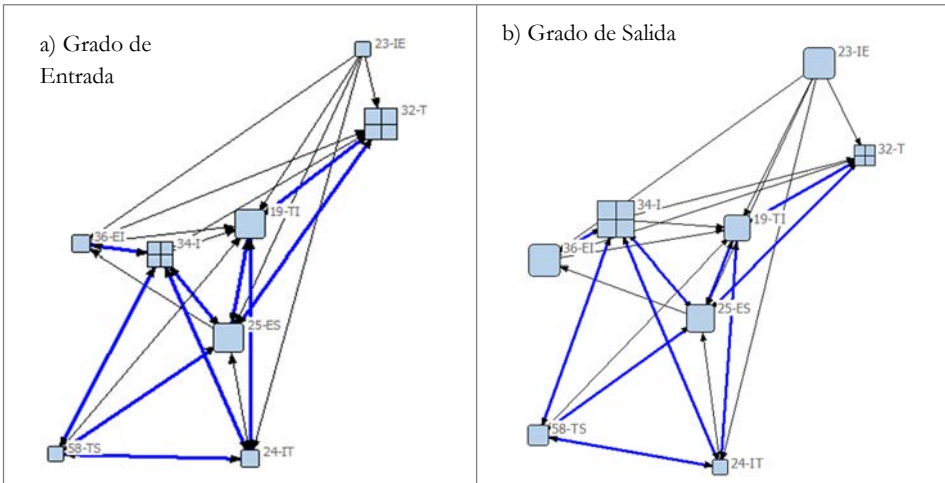 a) Grado de
Entrada
23-IE
32-T
19-TI
36-EI
34-I
25-ES
58-TS
24-IT
b) Grado de Salida
23-IE
32-T
34-I
19-TI
36-EI
25-ES
58-TS
24-IT